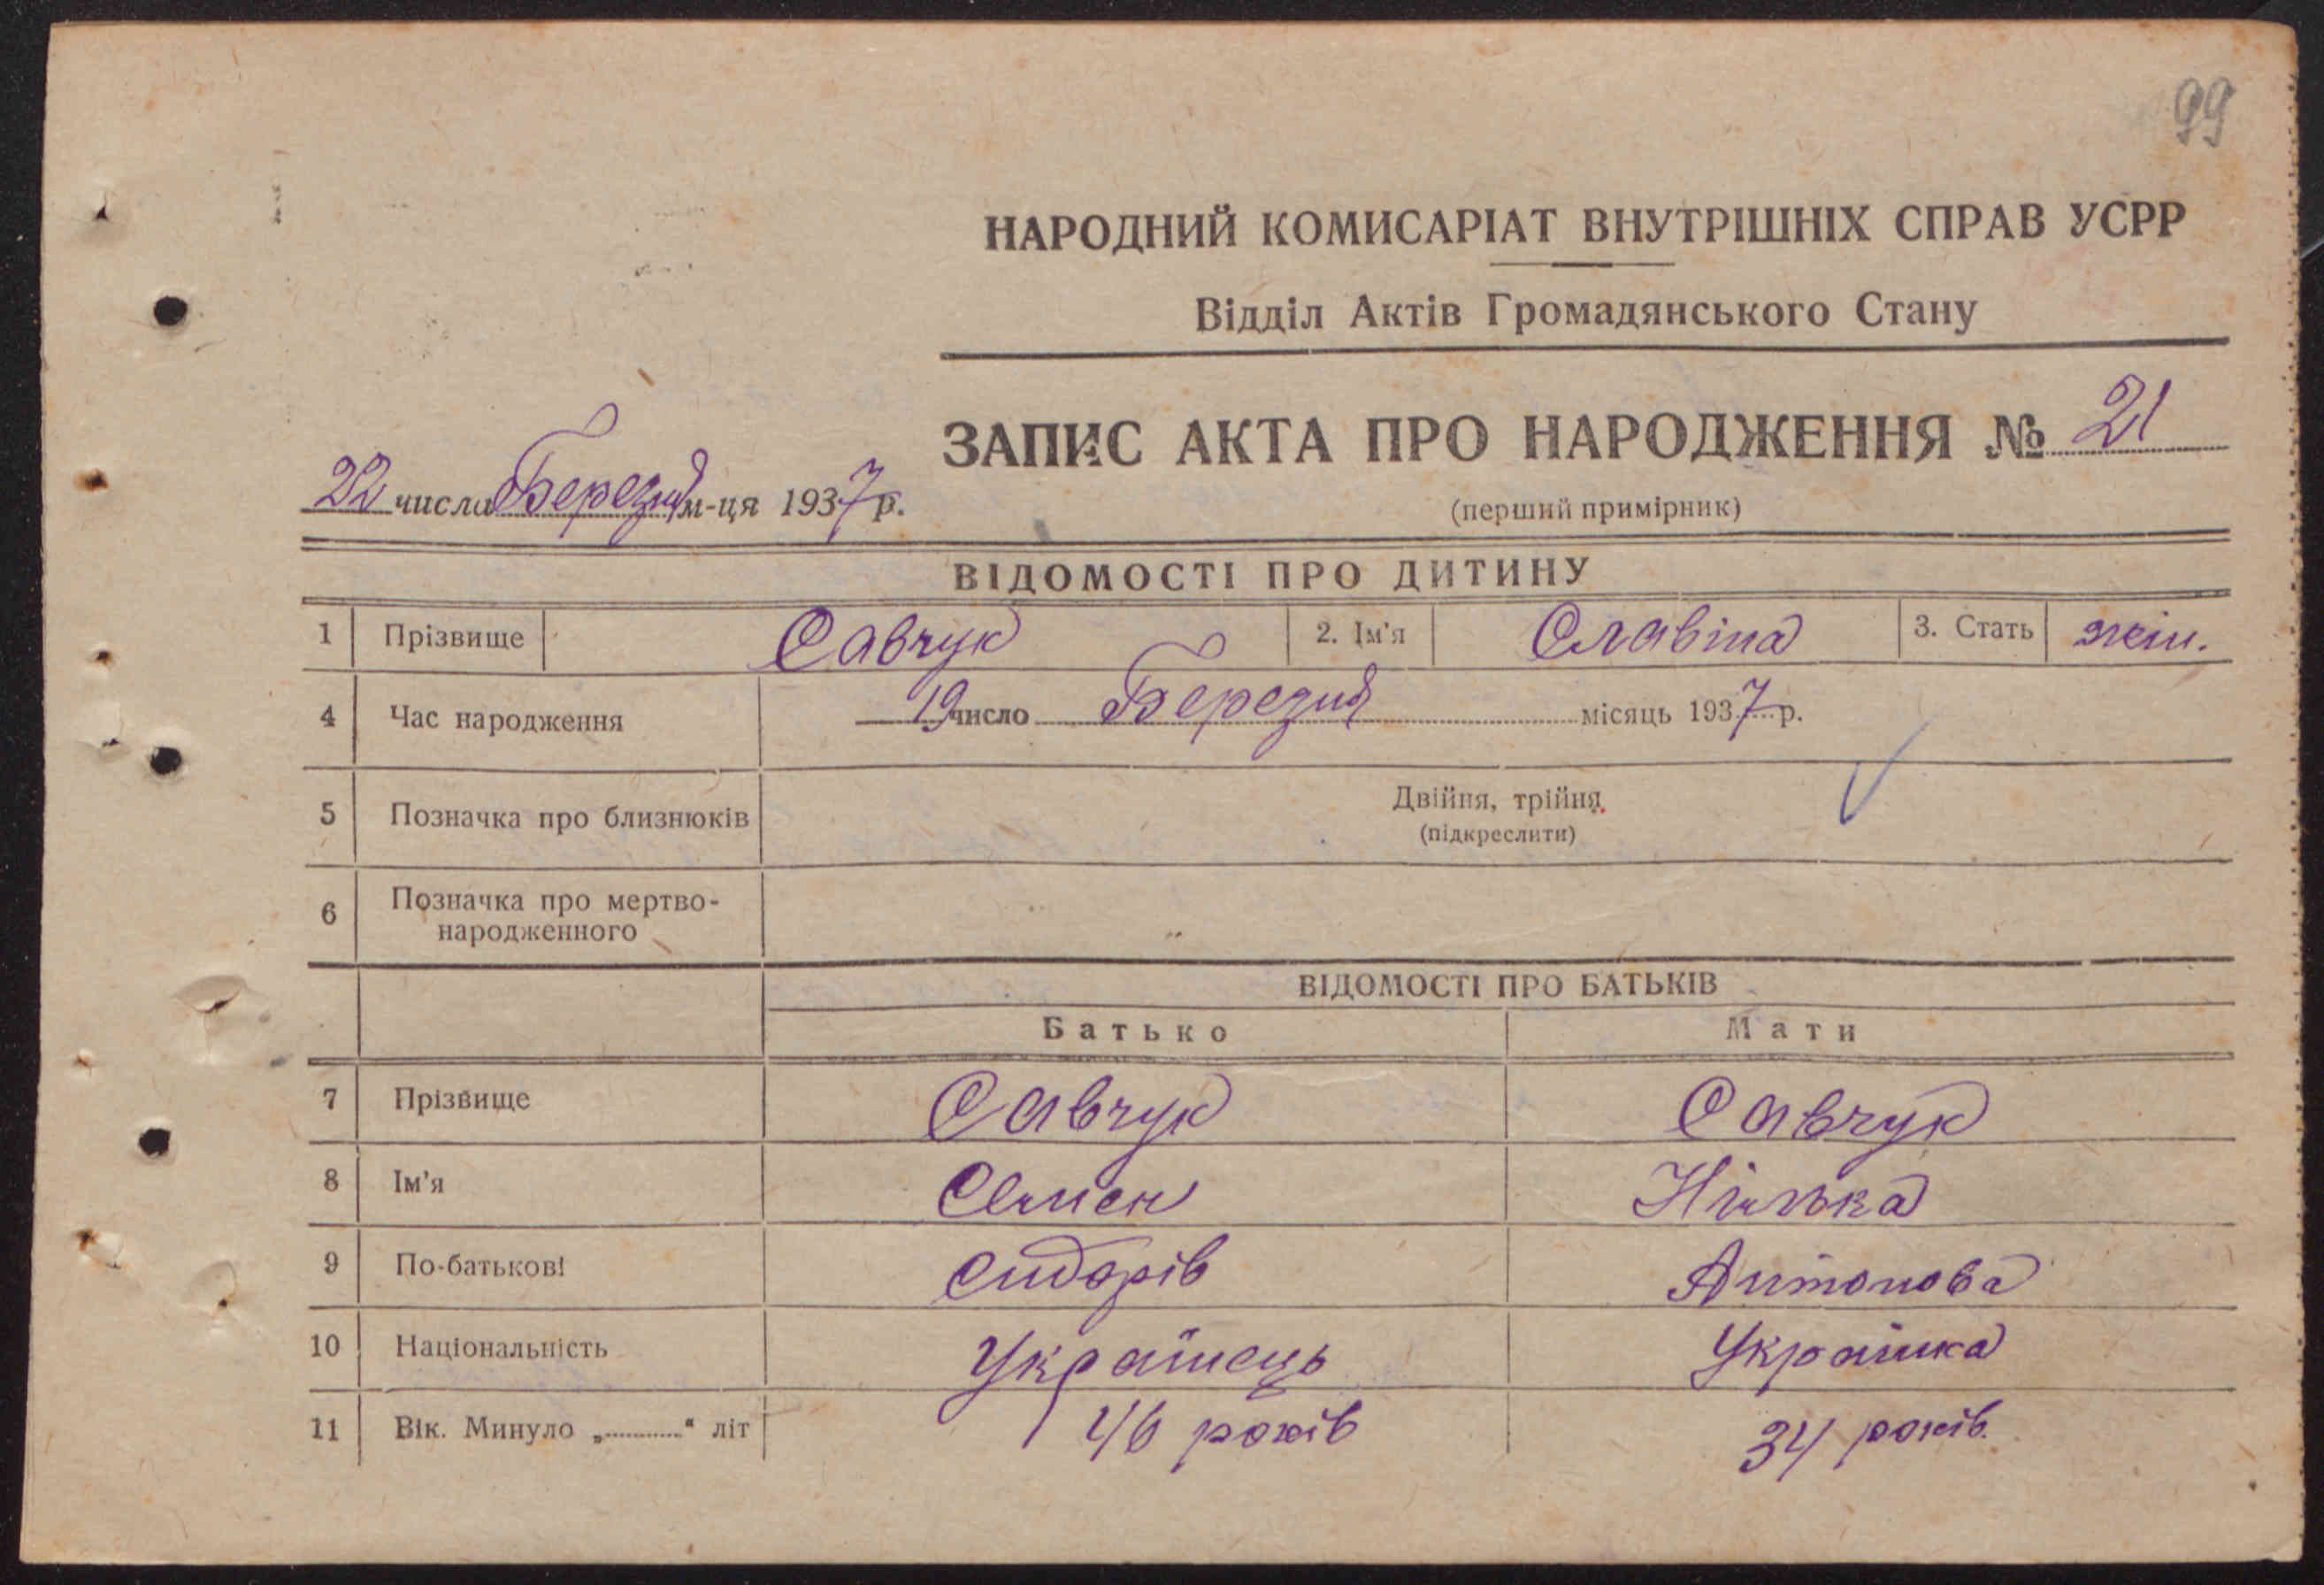 99
НАРОДНИЙ КОМИСАРІАТ ВНУТРІШНІХ СПРАВ УСРР
Відділ Актів Громадянського Стану
ЗАПИС АКТА ПРО НАРОДЖЕННЯ № 21
22 числа Березня м-ця 1937 р.
(перший примірник)
ВІДОМОСТІ ПРО ДИТИНУ
1 Прізвище Савчук 2. Ім'я Славіна 3. Стать жін.
4 Час народження 19 число Березня місяць 1937 р.
5 Позначка про близнюків Двійня, трійня
(підкреслити)
6 Позначка про мертво-
народженного
ВІДОМОСТІ ПРО БАТЬКІВ
Батько Мати
7 Прізвище Савчук Савчук
8 Ім'я Семен
9 По-батькові Сидорів Антонова
10 Національність Українець Українка
11 Вік. Минуло „............“ літ 46 років 34 років.